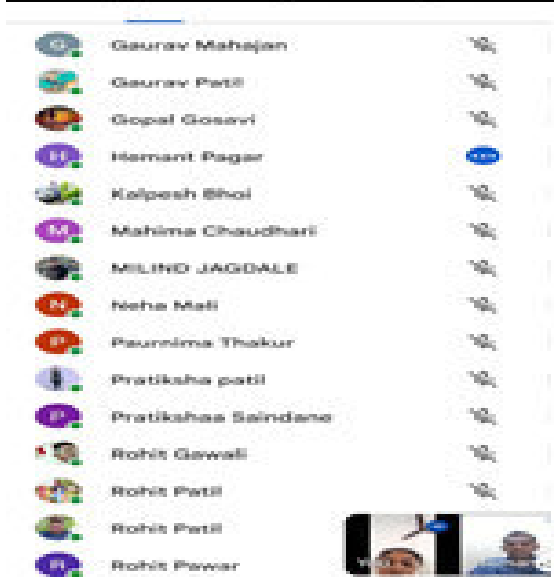 G Gaurav Mahajan
Gaurav Patil
Gopal Gosavi
H Hemant Pagar
Kalpesh Bhoi
M Mahima Chaudhari
MILIND JAGDALE
N Neha Mali
P Paurnima Thakur
Pratiksha patil
P Pratikshaa Saindane
Rohit Gawali
Rohit Patil
Rohit Patil
R Rohit Pawar